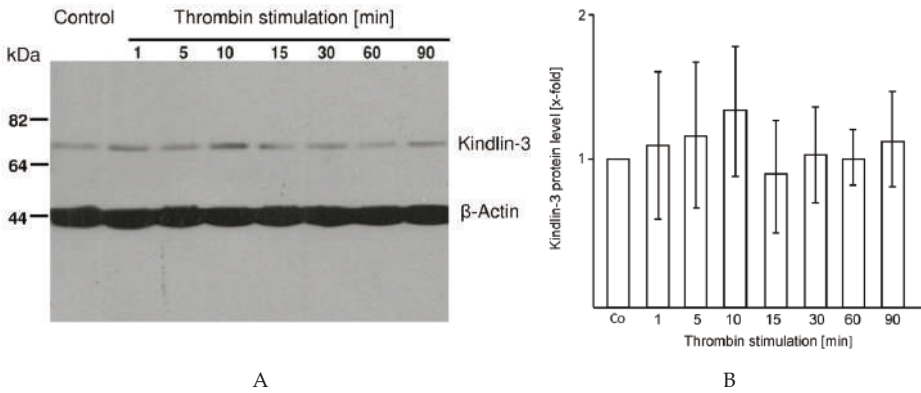 Control
Thrombin stimulation [min]
kDa
1 5 10 15 30 60 90
82
64
44
Kindlin-3
β-Actin
A
2
1
Kindlin-3 protein level [x-fold]
Co 1 5 10 15 30 60 90
Thrombin stimulation [min]
B